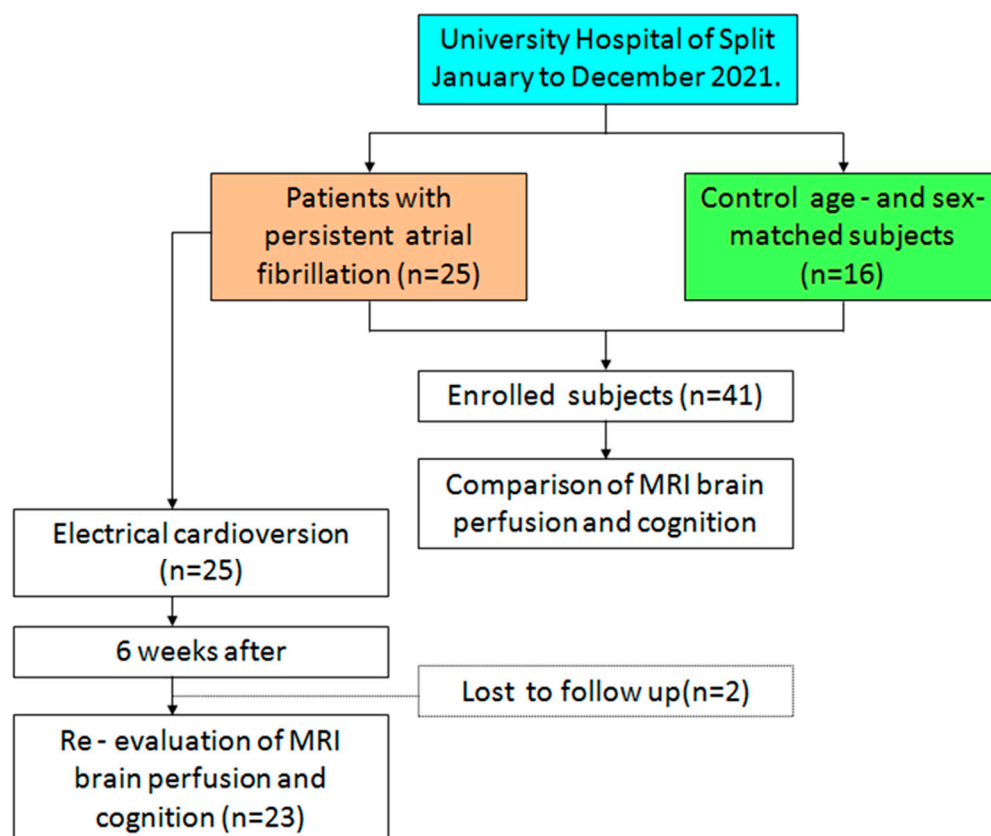 University Hospital of Split
January to December 2021.
Patients with
persistent atrial
fibrillation (n=25)
Control age - and sex-
matched subjects
(n=16)
Enrolled subjects (n=41)
Comparison of MRI brain
perfusion and cognition
Electrical cardioversion
(n=25)
6 weeks after
Lost to follow up(n=2)
Re - evaluation of MRI
brain perfusion and
cognition (n=23)